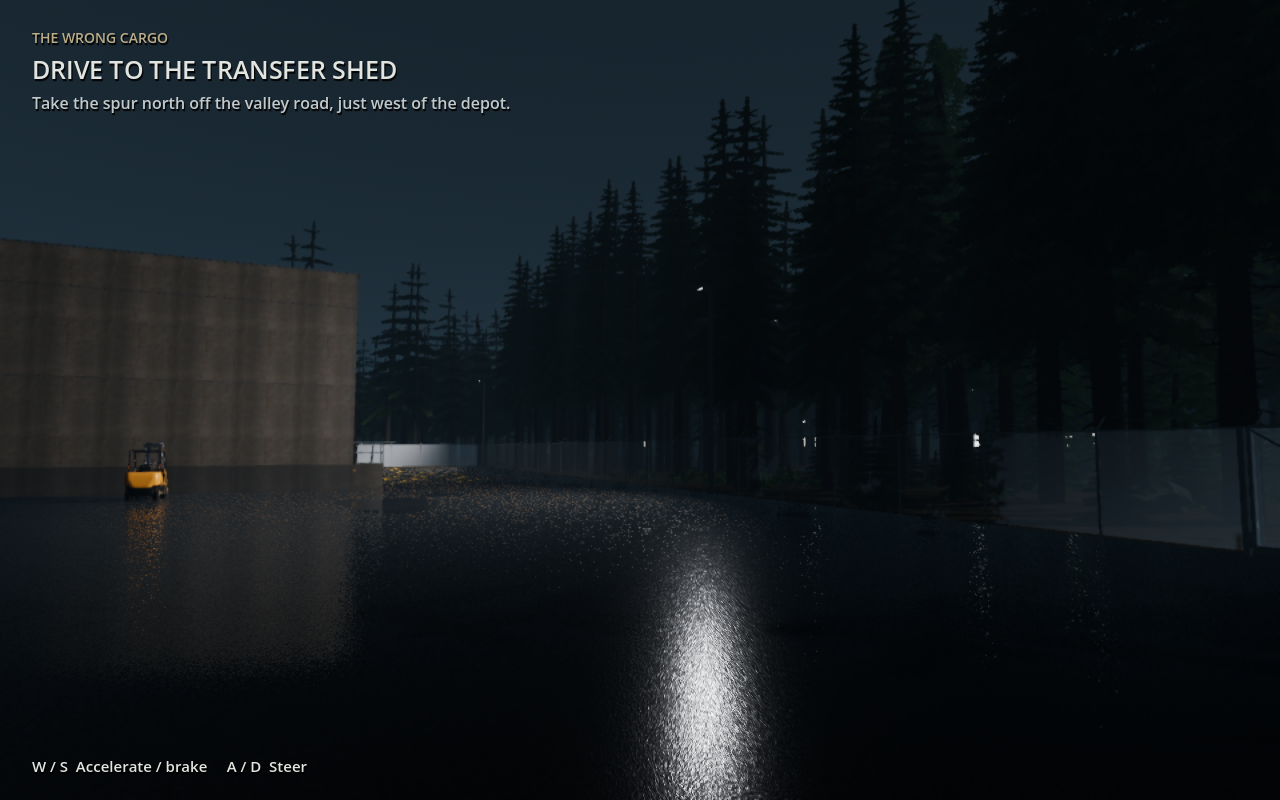 THE WRONG CARGO
DRIVE TO THE TRANSFER SHED
Take the spur north off the valley road, just west of the depot.
W / S Accelerate / brake A / D Steer